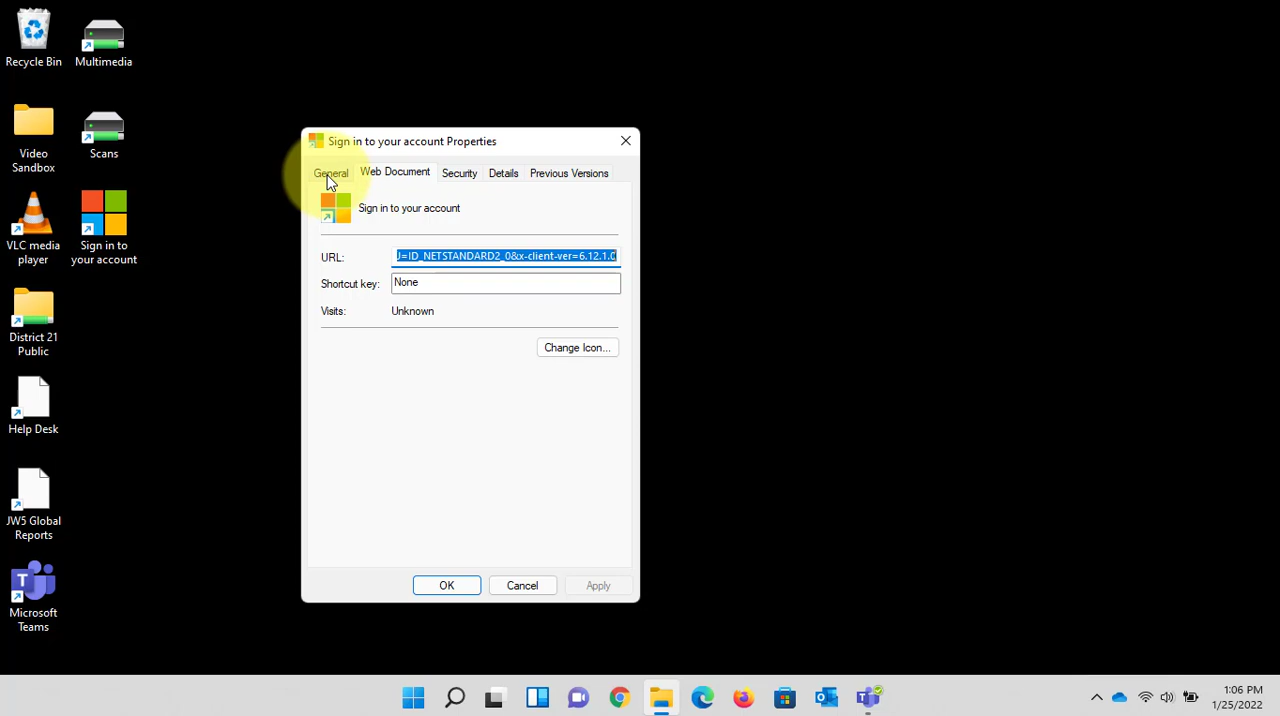 Recycle Bin
Multimedia
Video
Sandbox
Scans
VLC media
player
Sign in to
your account
District 21
Public
Help Desk
JW5 Global
Reports
Microsoft
Teams
Sign in to your account Properties
General
Web Document
Security
Details
Previous Versions
Sign in to your account
URL:
J=ID_NETSTANDARD2_0&x-client-ver=6.12.1.0
Shortcut key:
None
Visits:
Unknown
Change Icon...
OK
Cancel
Apply
1:06 PM
1/25/2022